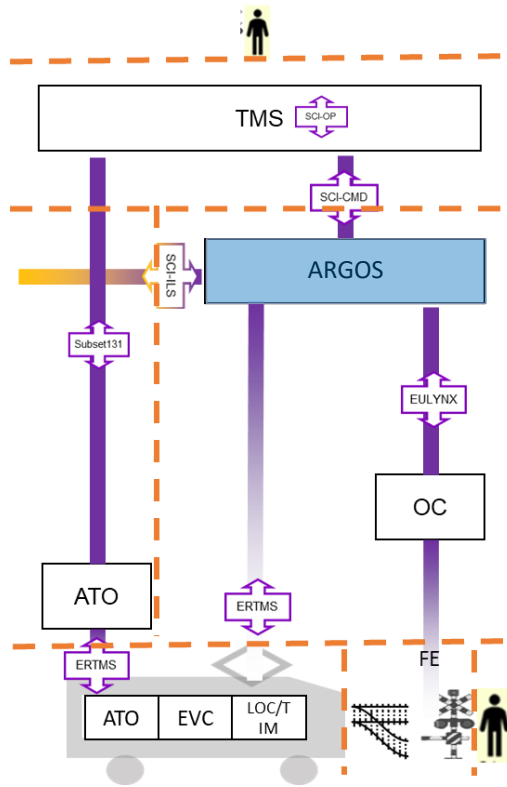 TMS
SCI-OP
SCI-CMD
SCI-ILS
ARGOS
Subset131
EULYNX
OC
ATO
ERTMS
ERTMS
FE
ATO
EVC
LOC/T
IM